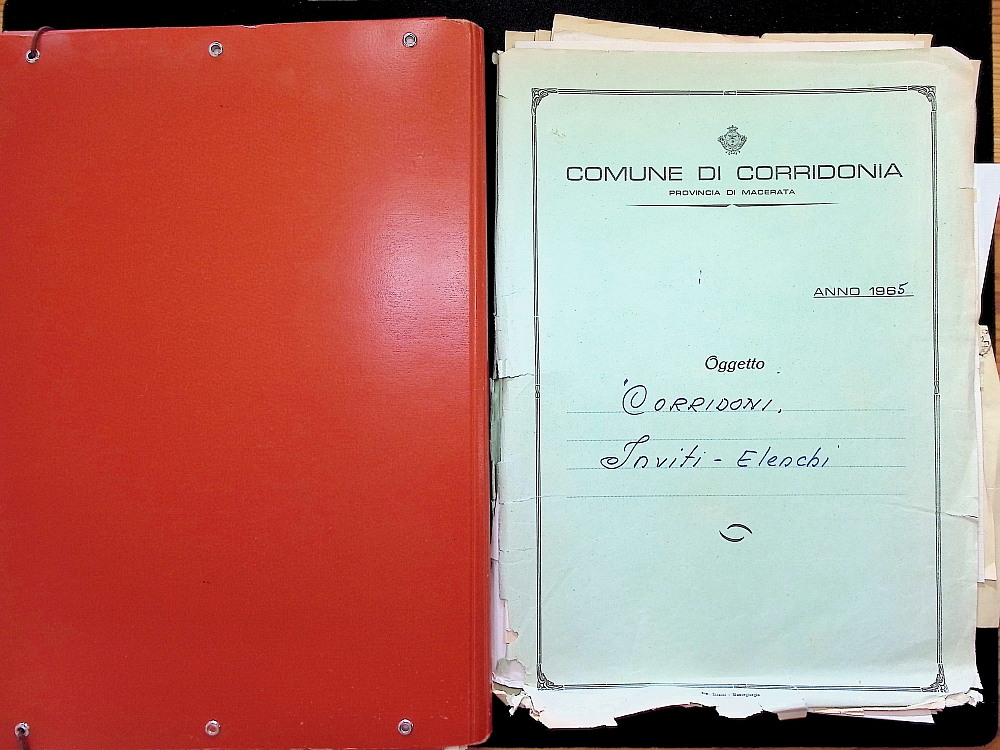 COMUNE DI CORRIDONIA
PROVINCIA DI MACERATA
ANNO 1965
Oggetto
CORRIDONI.
Inviti - Elenchi